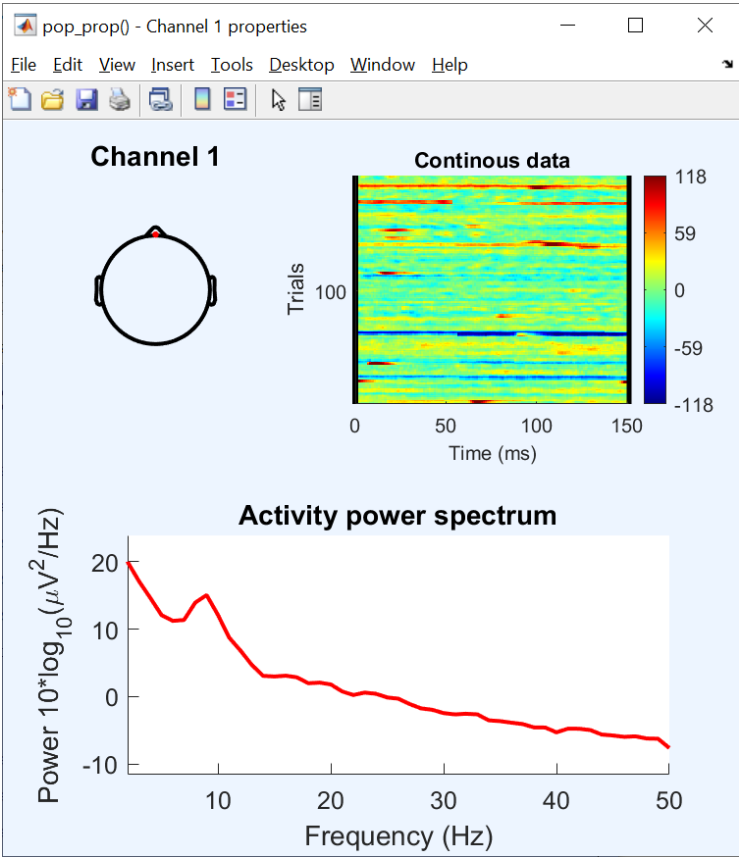 pop_prop() - Channel 1 properties
File Edit View Insert Tools Desktop Window Help
Channel 1
Continous data
Trials
100
118
59
0
-59
-118
0 50 100 150
Time (ms)
Activity power spectrum
Power 10*log10(μV2/Hz)
20
10
0
-10
10 20 30 40 50
Frequency (Hz)